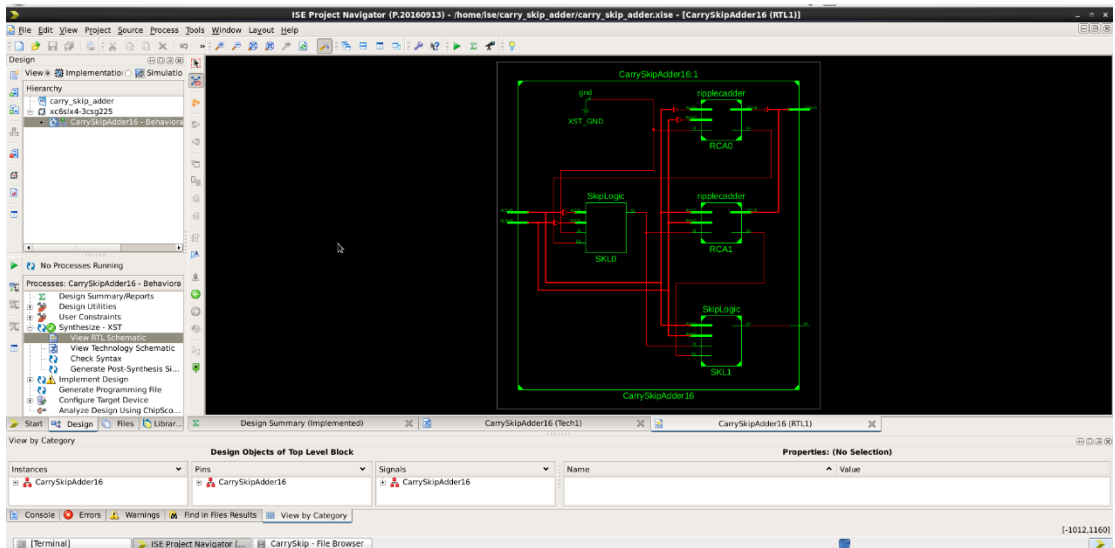 ISE Project Navigator (P.20160913) - /home/ise/carry_skip_adder/carry_skip_adder.xise - [CarrySkipAdder16 (RTL1)]
File Edit View Project Source Process Tools Window Layout Help
Design
View: Implementatio Simulatio
Hierarchy
carry_skip_adder
xc6slx4-3csg225
CarrySkipAdder16 - Behaviora
No Processes Running
Processes: CarrySkipAdder16 - Behaviora
Design Summary/Reports
Design Utilities
User Constraints
Synthesize - XST
View RTL Schematic
View Technology Schematic
Check Syntax
Generate Post-Synthesis Si...
Implement Design
Generate Programming File
Configure Target Device
Analyze Design Using ChipSco...
CarrySkipAdder16:1
gnd
XST_GND
ripplecadder
RCA0
SkipLogic
SKL0
ripplecadder
RCA1
SkipLogic
SKL1
CarrySkipAdder16
Start Design Files Librar...
Design Summary (Implemented) CarrySkipAdder16 (Tech1) CarrySkipAdder16 (RTL1)
View by Category
Design Objects of Top Level Block Properties: (No Selection)
Instances Pins Signals Name Value
CarrySkipAdder16 CarrySkipAdder16 CarrySkipAdder16
Console Errors Warnings Find in Files Results View by Category
[-1012,1160]
[Terminal] ISE Project Navigator (... CarrySkip - File Browser